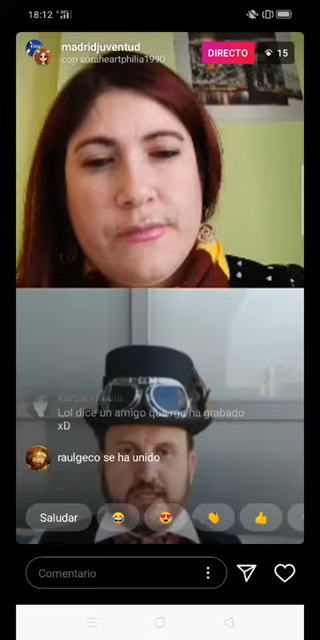 18:12
madridjuventud
con soraheartphilia1990
DIRECTO
15
Lol dice un amigo que me ha grabado
xD
raulgeco se ha unido
Saludar
Comentario